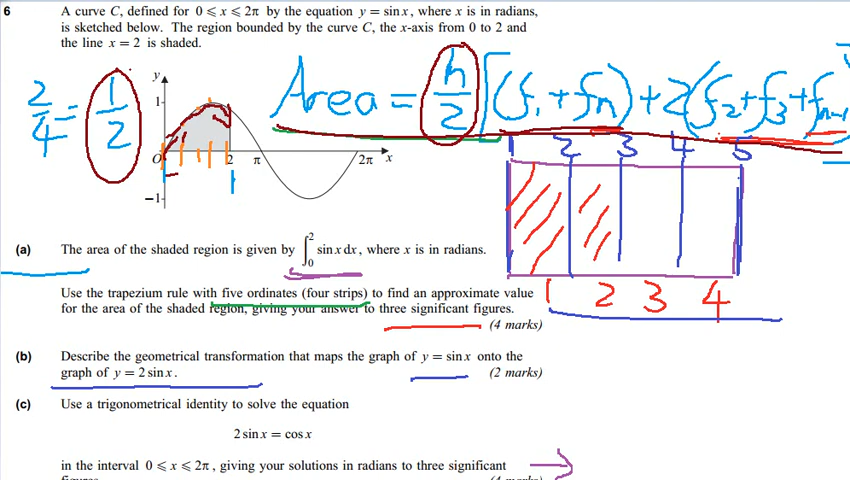 6 A curve C, defined for 0 ⩽ x ⩽ 2π by the equation y = sin x, where x is in radians,
is sketched below. The region bounded by the curve C, the x-axis from 0 to 2 and
the line x = 2 is shaded.
y
1
O 2 π 2π x
−1
2/4 = 1/2
Area = h/2 [(f1 + fn) + 2(f2 + f3 + fn-1
1 2 3 4 5
1 2 3 4
(a) The area of the shaded region is given by ∫₀² sin x dx, where x is in radians.
Use the trapezium rule with five ordinates (four strips) to find an approximate value
for the area of the shaded region, giving your answer to three significant figures.
(4 marks)
(b) Describe the geometrical transformation that maps the graph of y = sin x onto the
graph of y = 2 sin x. (2 marks)
(c) Use a trigonometrical identity to solve the equation
2 sin x = cos x
in the interval 0 ⩽ x ⩽ 2π, giving your solutions in radians to three significant